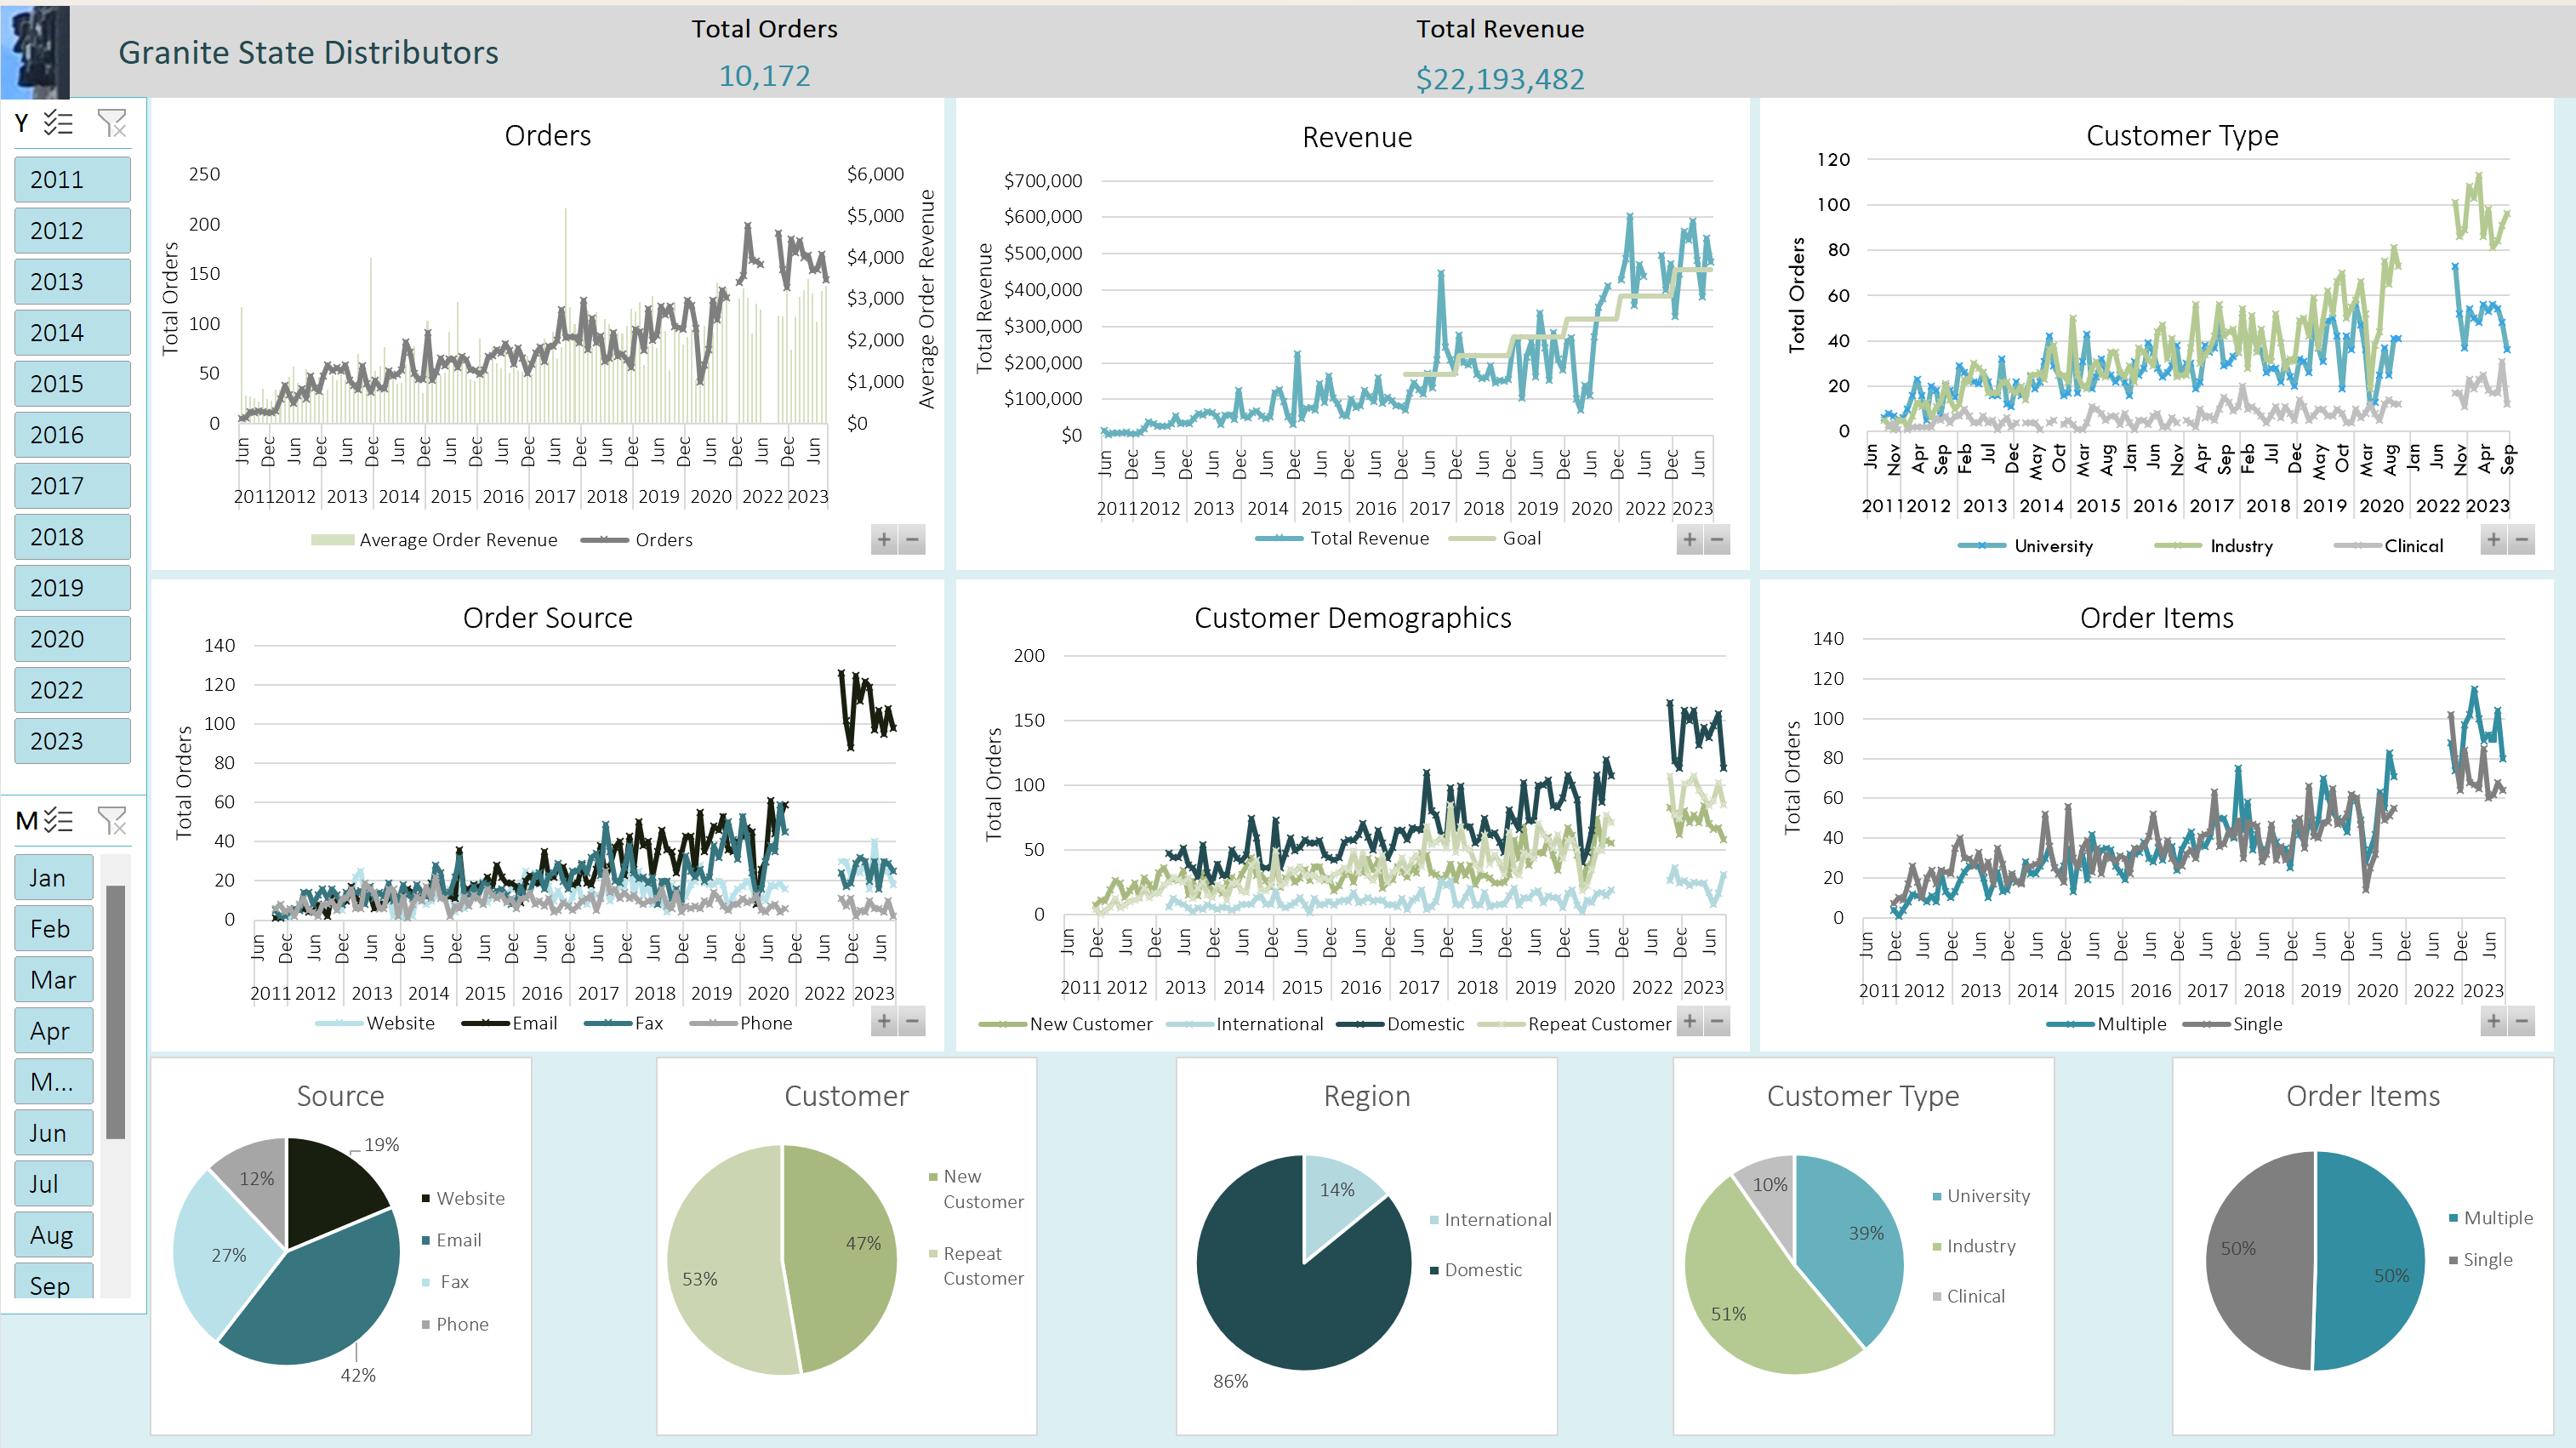 Granite State Distributors
Total Orders
10,172
Total Revenue
$22,193,482
Y
2011
2012
2013
2014
2015
2016
2017
2018
2019
2020
2022
2023
M
Jan
Feb
Mar
Apr
M...
Jun
Jul
Aug
Sep
Orders
250
200
150
100
50
0
Total Orders
$6,000
$5,000
$4,000
$3,000
$2,000
$1,000
$0
Average Order Revenue
Jun Dec Jun Dec Jun Dec Jun Dec Jun Dec Jun Dec Jun Dec Jun Dec Jun Dec Jun Dec Jun Dec Jun
2011 2012 2013 2014 2015 2016 2017 2018 2019 2020 2022 2023
Average Order Revenue Orders
+ −
Revenue
$700,000
$600,000
$500,000
$400,000
$300,000
$200,000
$100,000
$0
Total Revenue
Jun Dec Jun Dec Jun Dec Jun Dec Jun Dec Jun Dec Jun Dec Jun Dec Jun Dec Jun Dec Jun Dec Jun
2011 2012 2013 2014 2015 2016 2017 2018 2019 2020 2022 2023
Total Revenue Goal
+ −
Customer Type
120
100
80
60
40
20
0
Total Orders
Jun Nov Apr Sep Feb Jul Dec May Oct Mar Aug Jan Jun Nov Apr Sep Feb Jul Dec May Oct Mar Aug Jan Jun Nov Apr Sep
2011 2012 2013 2014 2015 2016 2017 2018 2019 2020 2022 2023
University Industry Clinical
+ −
Order Source
140
120
100
80
60
40
20
0
Total Orders
Jun Dec Jun Dec Jun Dec Jun Dec Jun Dec Jun Dec Jun Dec Jun Dec Jun Dec Jun Dec Jun Dec Jun
2011 2012 2013 2014 2015 2016 2017 2018 2019 2020 2022 2023
Website Email Fax Phone
+ −
Customer Demographics
200
150
100
50
0
Total Orders
Jun Dec Jun Dec Jun Dec Jun Dec Jun Dec Jun Dec Jun Dec Jun Dec Jun Dec Jun Dec Jun Dec Jun
2011 2012 2013 2014 2015 2016 2017 2018 2019 2020 2022 2023
New Customer International Domestic Repeat Customer
+ −
Order Items
140
120
100
80
60
40
20
0
Total Orders
Jun Dec Jun Dec Jun Dec Jun Dec Jun Dec Jun Dec Jun Dec Jun Dec Jun Dec Jun Dec Jun Dec Jun
2011 2012 2013 2014 2015 2016 2017 2018 2019 2020 2022 2023
Multiple Single
+ −
Source
19%
12%
27%
42%
Website
Email
Fax
Phone
Customer
47%
53%
New
Customer
Repeat
Customer
Region
14%
86%
International
Domestic
Customer Type
10%
39%
51%
University
Industry
Clinical
Order Items
50%
50%
Multiple
Single